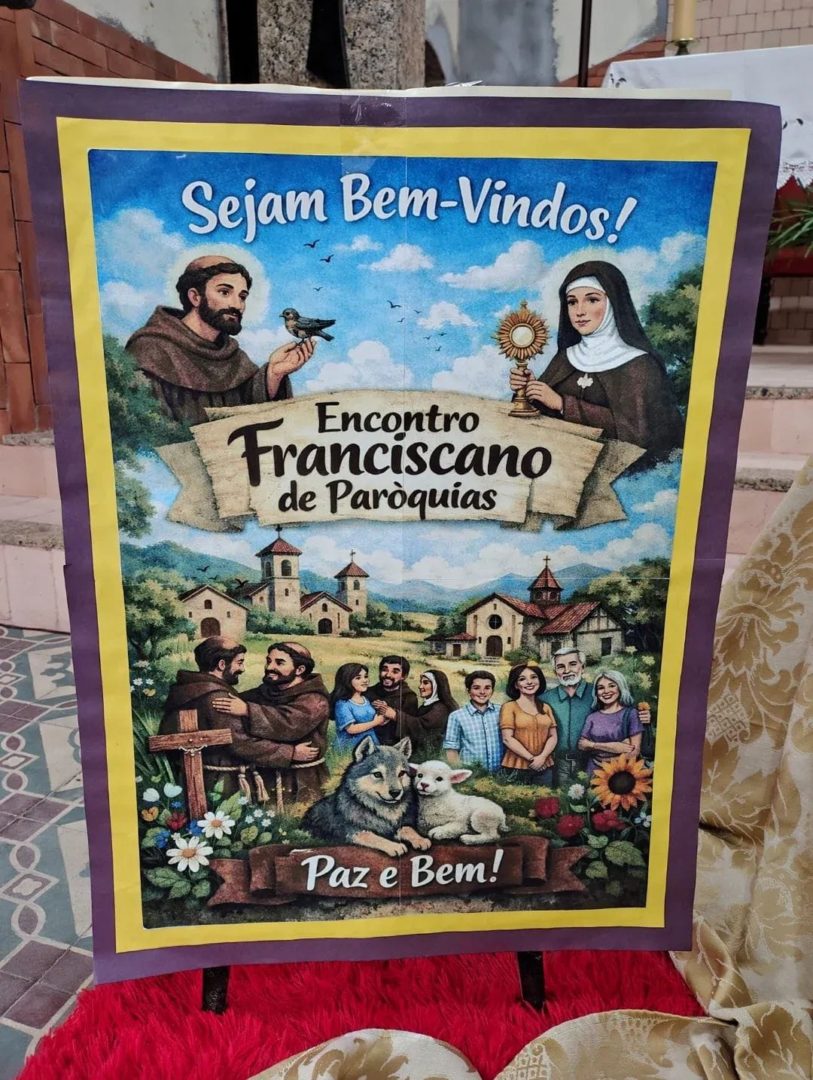 Sejam Bem-Vindos!
Encontro
Franciscano
de Paròquias
Paz e Bem!